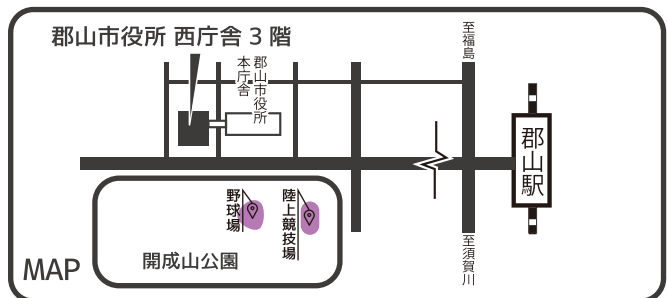 郡山市役所 西庁舎 3 階
至福島
郡山市役所
本庁舎
郡山駅
野球場
陸上競技場
開成山公園
至須賀川
MAP